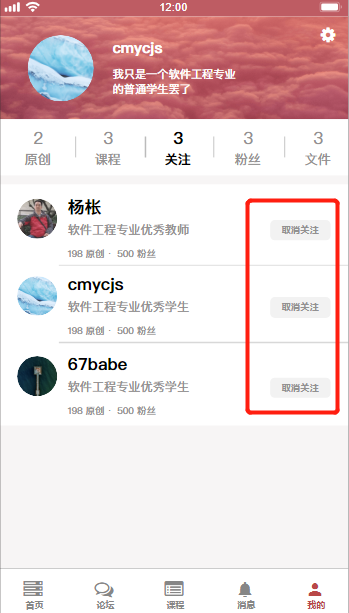 12:00
cmycjs
我只是一个软件工程专业
的普通学生罢了
2 3 3 3 3
原创 课程 关注 粉丝 文件
杨枨
软件工程专业优秀教师
取消关注
198 原创 · 500 粉丝
cmycjs
软件工程专业优秀学生
取消关注
198 原创 · 500 粉丝
67babe
软件工程专业优秀学生
取消关注
198 原创 · 500 粉丝
首页 论坛 课程 消息 我的